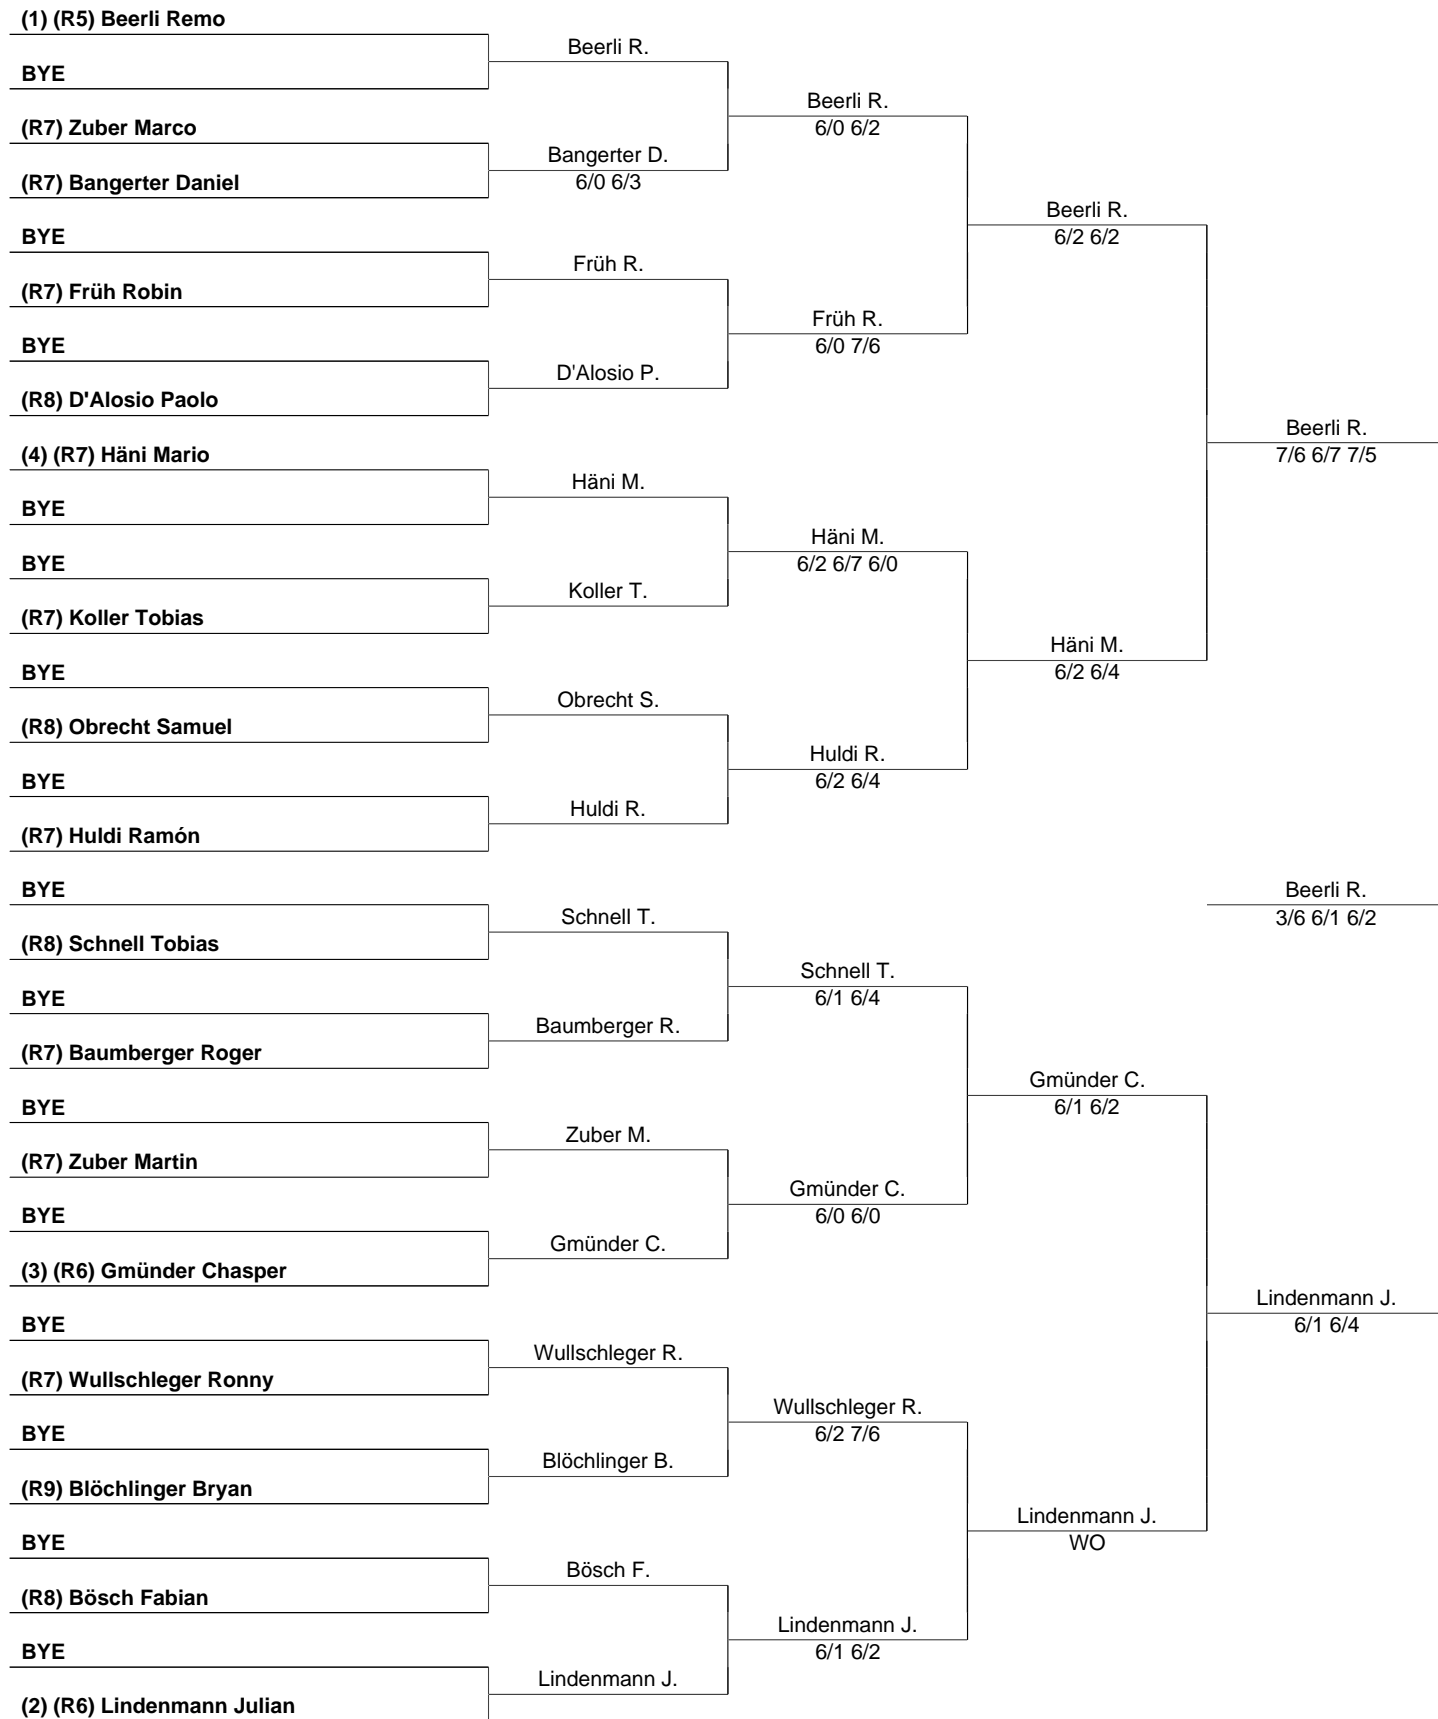 (1) (R5) Beerli Remo
BYE
(R7) Zuber Marco
(R7) Bangerter Daniel
BYE
(R7) Früh Robin
BYE
(R8) D'Alosio Paolo
(4) (R7) Häni Mario
BYE
BYE
(R7) Koller Tobias
BYE
(R8) Obrecht Samuel
BYE
(R7) Huldi Ramón
BYE
(R8) Schnell Tobias
BYE
(R7) Baumberger Roger
BYE
(R7) Zuber Martin
BYE
(3) (R6) Gmünder Chasper
BYE
(R7) Wullschleger Ronny
BYE
(R9) Blöchlinger Bryan
BYE
(R8) Bösch Fabian
BYE
(2) (R6) Lindenmann Julian
Beerli R.
Bangerter D.
6/0 6/3
Früh R.
D'Alosio P.
Häni M.
Koller T.
Obrecht S.
Huldi R.
Schnell T.
Baumberger R.
Zuber M.
Gmünder C.
Wullschleger R.
Blöchlinger B.
Bösch F.
Lindenmann J.
Beerli R.
6/0 6/2
Früh R.
6/0 7/6
Häni M.
6/2 6/7 6/0
Huldi R.
6/2 6/4
Schnell T.
6/1 6/4
Gmünder C.
6/0 6/0
Wullschleger R.
6/2 7/6
Lindenmann J.
6/1 6/2
Beerli R.
6/2 6/2
Häni M.
6/2 6/4
Gmünder C.
6/1 6/2
Lindenmann J.
WO
Beerli R.
7/6 6/7 7/5
Beerli R.
3/6 6/1 6/2
Lindenmann J.
6/1 6/4